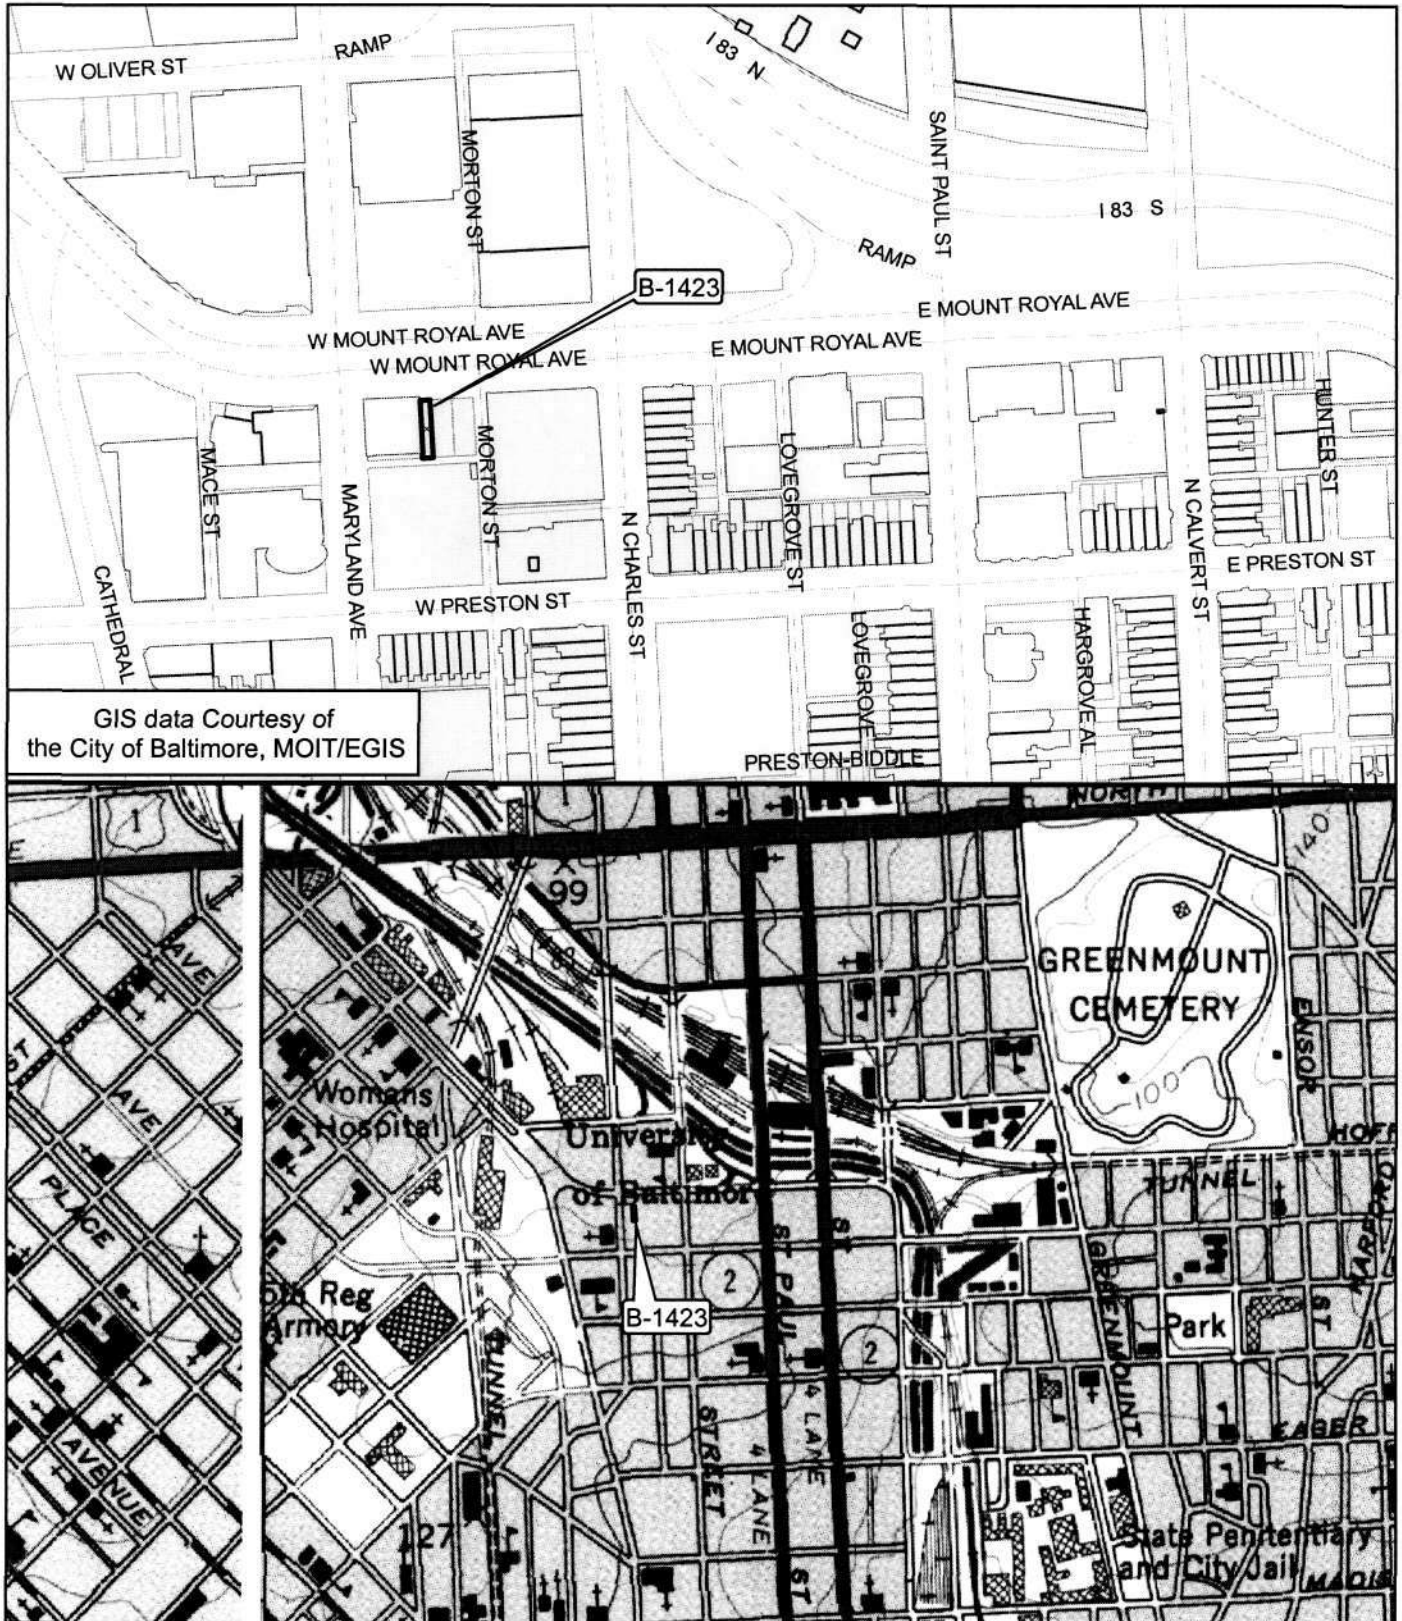 W OLIVER ST
RAMP
I 83 N
MORTON ST
SAINT PAUL ST
I 83 S
RAMP
B-1423
E MOUNT ROYAL AVE
W MOUNT ROYAL AVE
E MOUNT ROYAL AVE
W MOUNT ROYAL AVE
MACE ST
MARYLAND AVE
MORTON ST
N CHARLES ST
LOVEGROVE ST
N CALVERT ST
HUNTER ST
CATHEDRAL
W PRESTON ST
E PRESTON ST
LOVEGROVE
HARGROVE AL
PRESTON-BIDDLE
GIS data Courtesy of
the City of Baltimore, MOIT/EGIS
NORTH
1
E
99
140
AVE
GREENMOUNT
CEMETERY
ENSOR
ST
AVE
100
Womans
Hospital
University
of Baltimore
HOFF
TUNNEL
PLACE
HARFORD
ST PAUL
ST
2
GREENMOUNT
5th Reg
Armory
B-1423
Park
ST
2
TUNNEL
STREET
4 LANE
4 LANE
EAGER
AVENUE
127
ST
State Penitentiary
and City Jail
MADIS